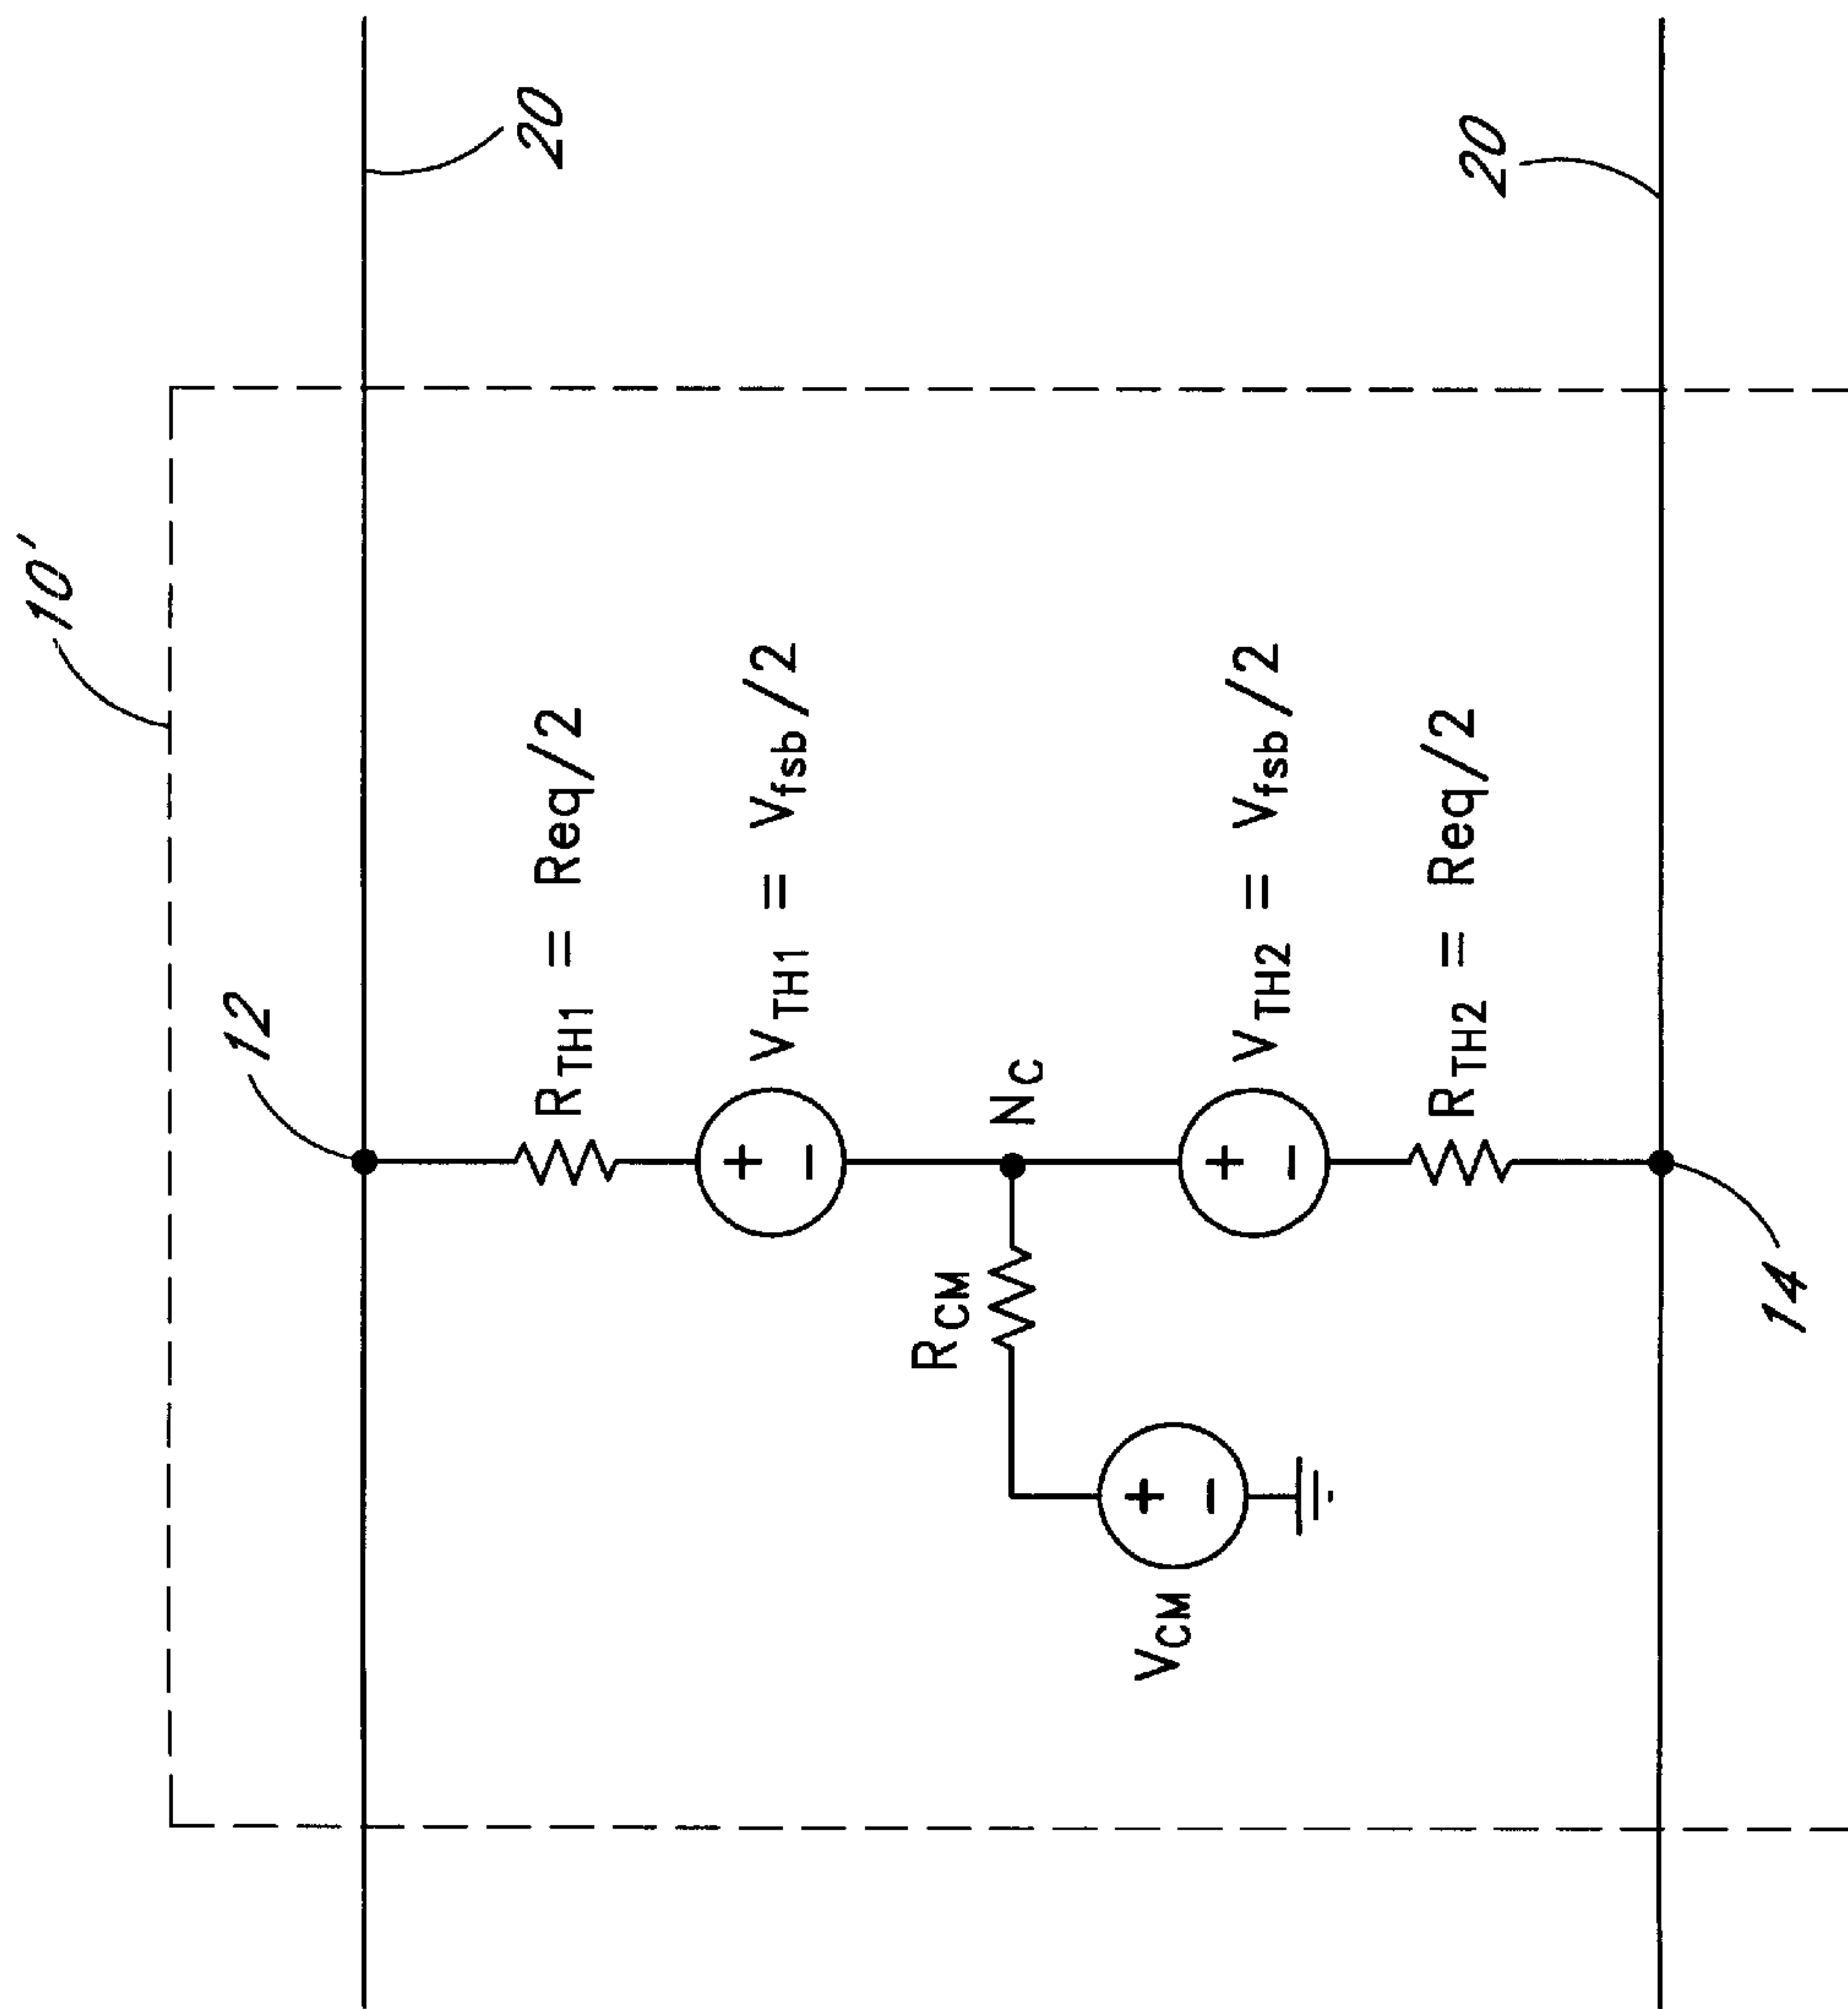 10'
20
20
12
R_TH1 = Req/2
V_TH1 = V_fsb/2
N_C
V_TH2 = V_fsb/2
R_TH2 = Req/2
R_CM
+
-
+
-
+
-
V_CM
14